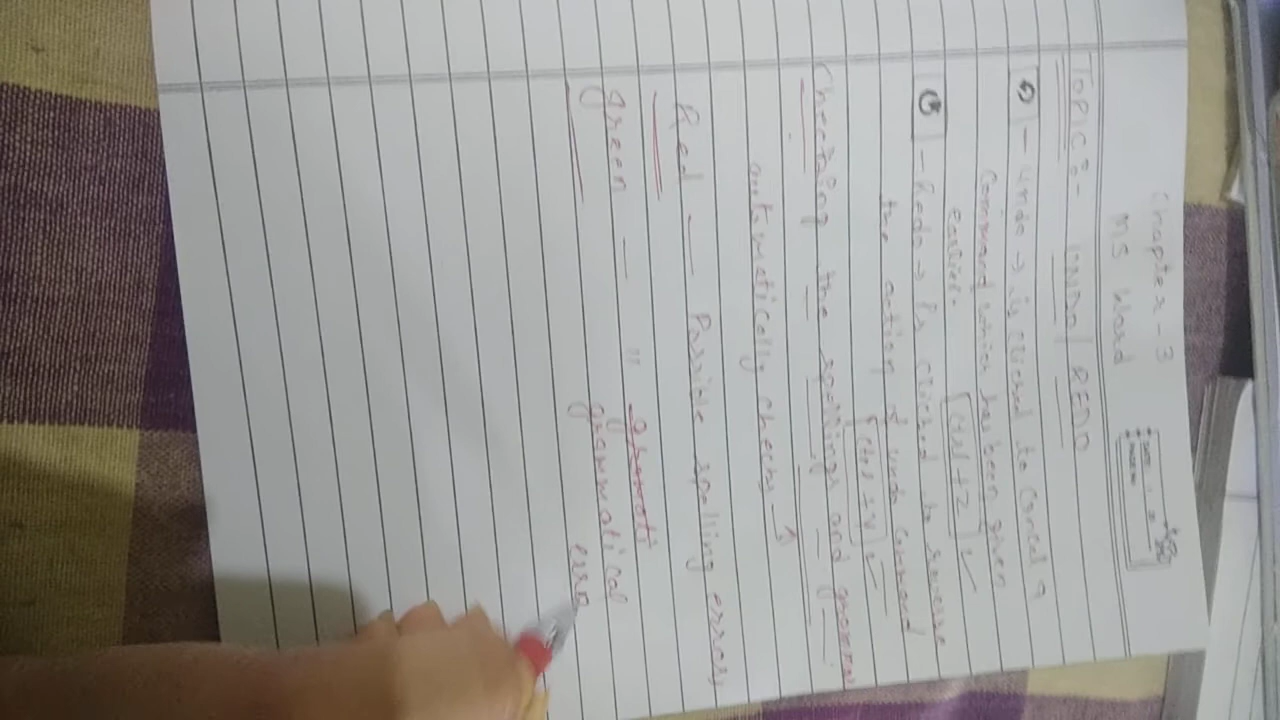 Chapter - 3
MS Word
TOPIC:- UNDO/ REDO
- Undo → is clicked to cancel a
command which has been given
earlier. Ctrl + Z
- Redo → is clicked to reverse
the action of undo command
Ctrl + Y
Checking the spellings and grammar
automatically checks
Red — Possible spelling error,
green — " gramati
grammatical
erro